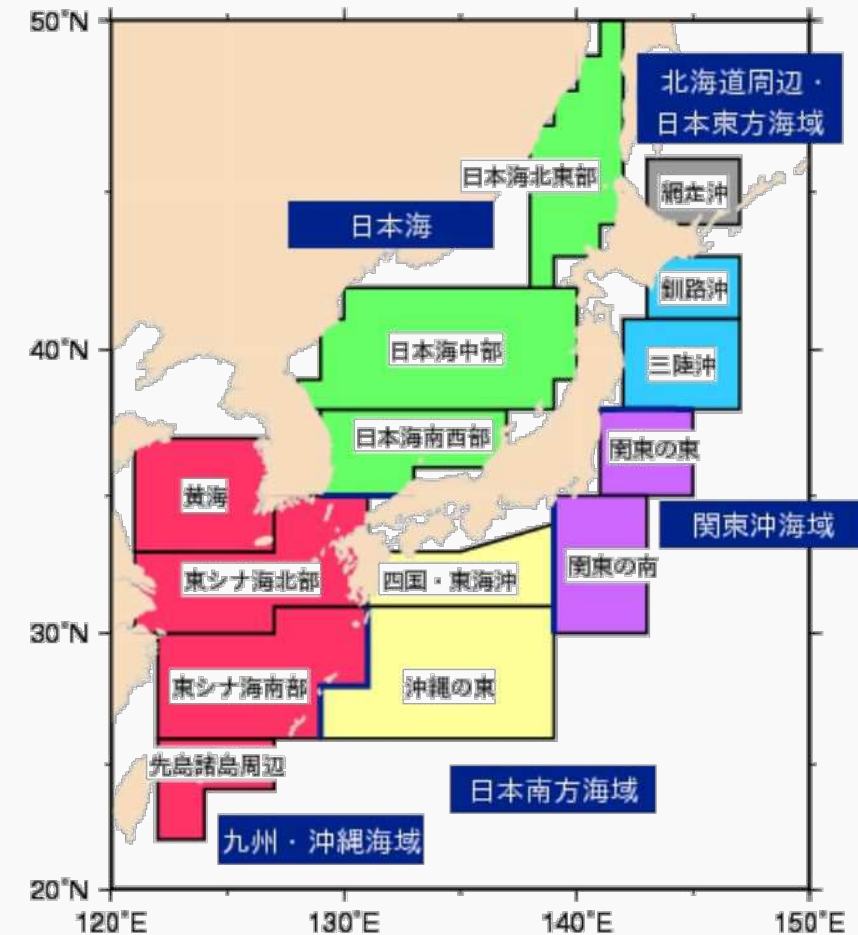 50°N
北海道周辺・
日本東方海域
日本海北東部
網走沖
日本海
釧路沖
40°N
日本海中部
三陸沖
日本海南西部
関東の東
黄海
関東沖海域
関東の南
東シナ海北部
四国・東海沖
30°N
東シナ海南部
沖縄の東
先島諸島周辺
日本南方海域
九州・沖縄海域
20°N
120°E
130°E
140°E
150°E